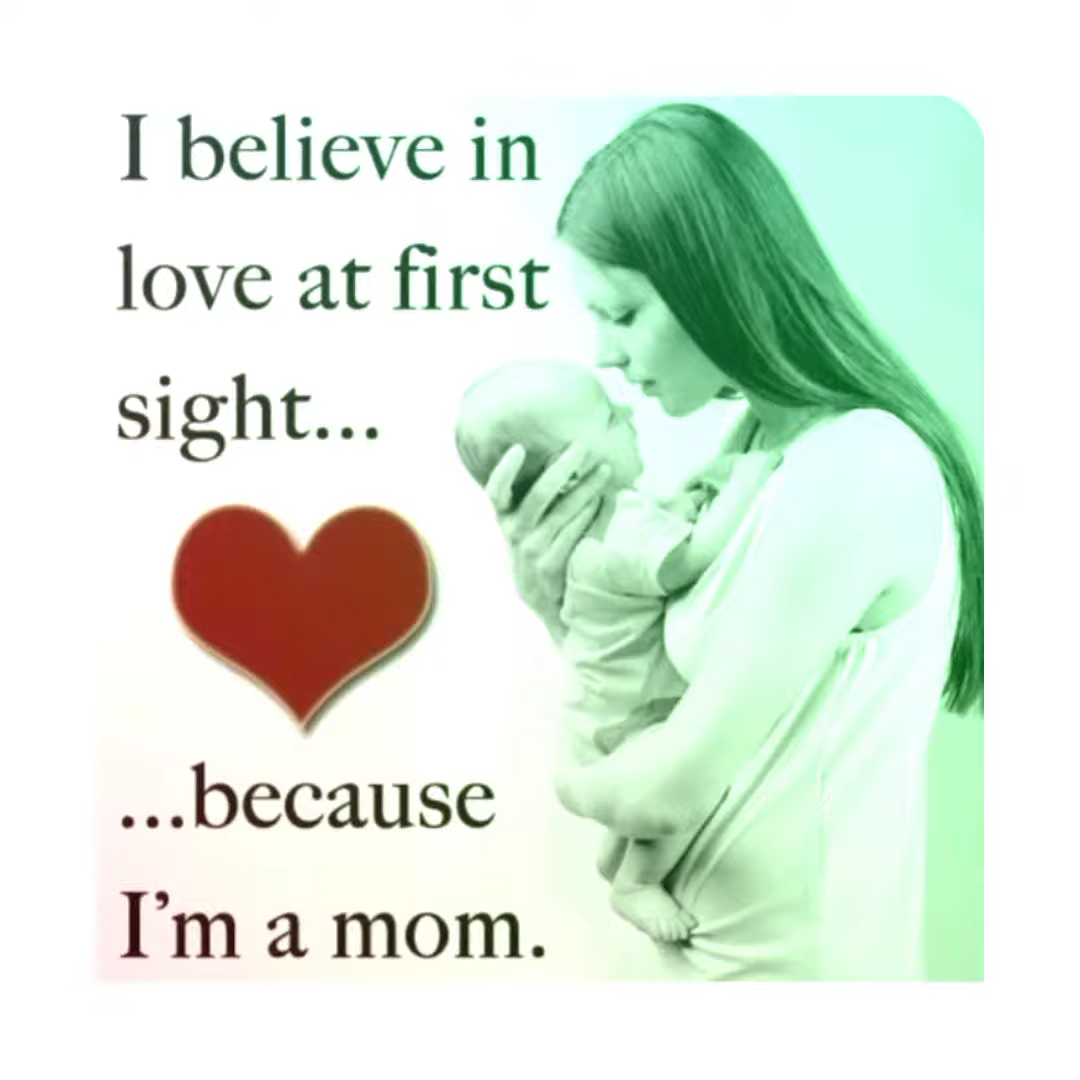 I believe in
love at first
sight...
...because
I'm a mom.